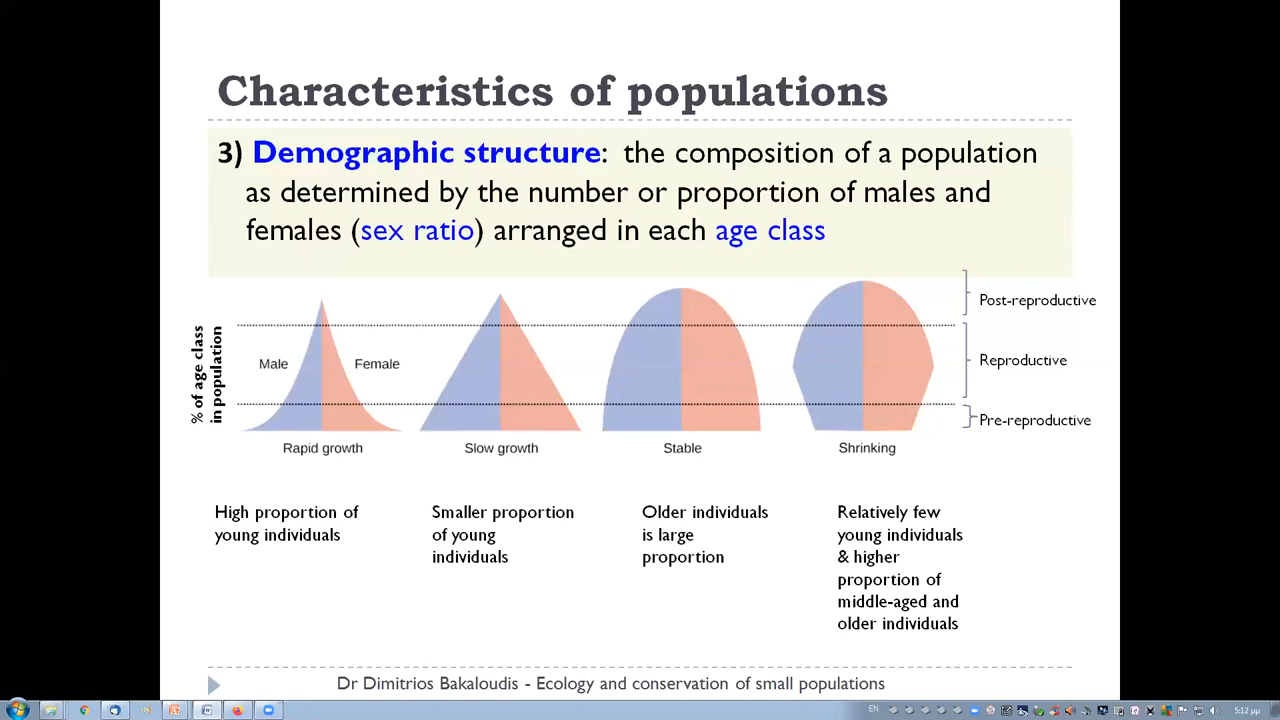 Characteristics of populations
3) Demographic structure: the composition of a population
as determined by the number or proportion of males and
females (sex ratio) arranged in each age class
% of age class
in population
Male
Female
Post-reproductive
Reproductive
Pre-reproductive
Rapid growth
Slow growth
Stable
Shrinking
High proportion of
young individuals
Smaller proportion
of young
individuals
Older individuals
is large
proportion
Relatively few
young individuals
& higher
proportion of
middle-aged and
older individuals
Dr Dimitrios Bakaloudis - Ecology and conservation of small populations
EN
5:12 μμ